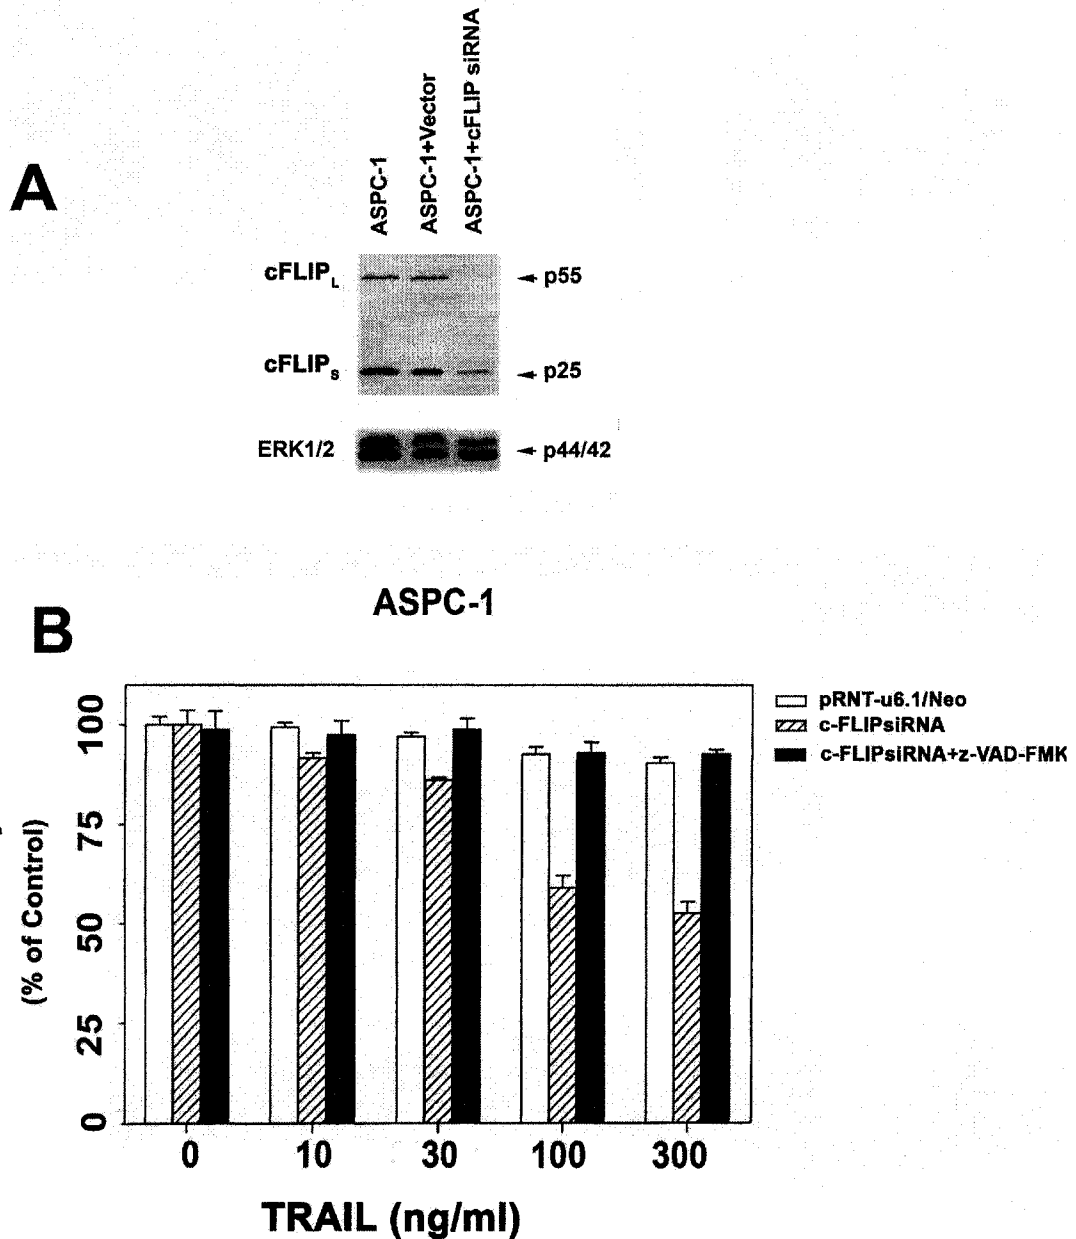 A
ASPC-1
ASPC-1+Vector
ASPC-1+cFLIP siRNA
cFLIPL
p55
cFLIPS
p25
ERK1/2
p44/42
B
ASPC-1
pRNT-u6.1/Neo
c-FLIPsiRNA
c-FLIPsiRNA+z-VAD-FMK
(% of Control)
100
75
50
25
0
0 10 30 100 300
TRAIL (ng/ml)